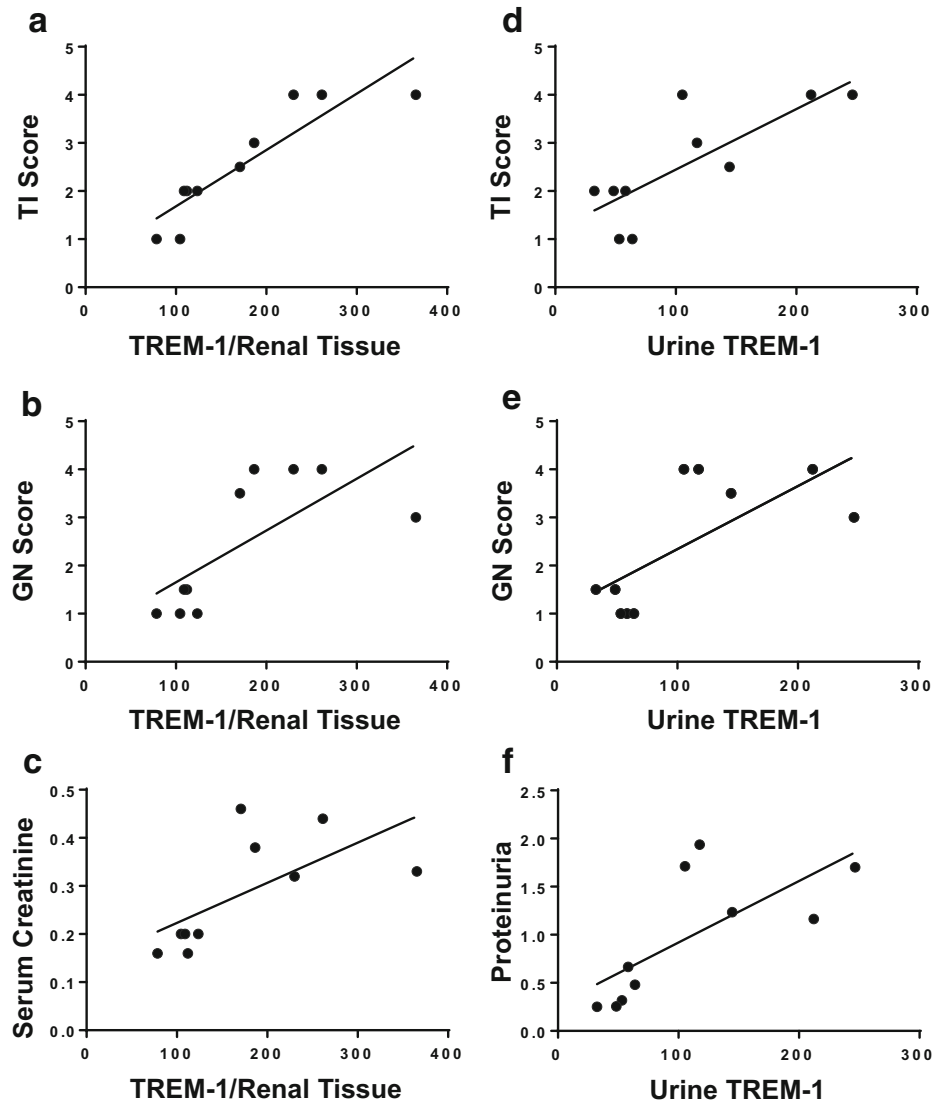 a
TI Score
5
4
3
2
1
0
0 100 200 300 400
TREM-1/Renal Tissue
d
TI Score
5
4
3
2
1
0
0 100 200 300
Urine TREM-1
b
GN Score
5
4
3
2
1
0
0 100 200 300 400
TREM-1/Renal Tissue
e
GN Score
5
4
3
2
1
0
0 100 200 300
Urine TREM-1
c
Serum Creatinine
0.5
0.4
0.3
0.2
0.1
0.0
0 100 200 300 400
TREM-1/Renal Tissue
f
Proteinuria
2.5
2.0
1.5
1.0
0.5
0.0
0 100 200 300
Urine TREM-1